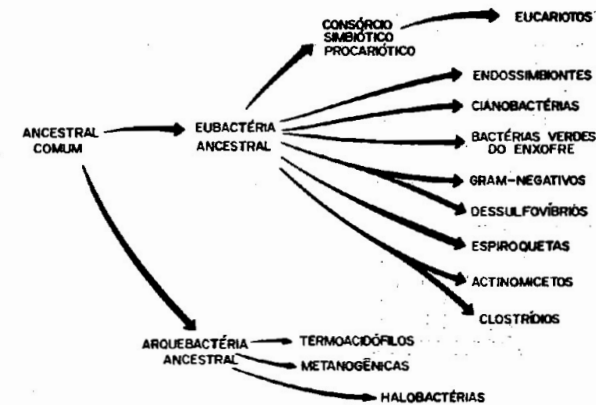 EUCARIOTOS
CONSÓRCIO
SIMBIÓTICO
PROCARIÓTICO
ENDOSSIMBIONTES
CIANOBACTÉRIAS
ANCESTRAL
COMUM
EUBACTÉRIA
ANCESTRAL
BACTÉRIAS VERDES
DO ENXOFRE
GRAM-NEGATIVOS
DESSULFOVÍBRIOS
ESPIROQUETAS
ACTINOMICETOS
CLOSTRÍDIOS
ARQUEBACTÉRIA
ANCESTRAL
TERMOACIDÓFILOS
METANOGÊNICAS
HALOBACTÉRIAS